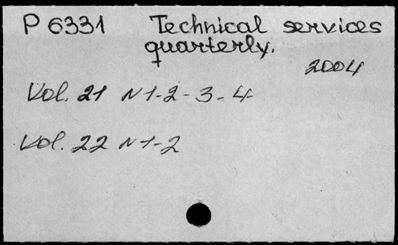 P 6331 Technical services
quarterly.
2004
Vol. 21 N 1-2-3-4
Vol. 22 N 1-2